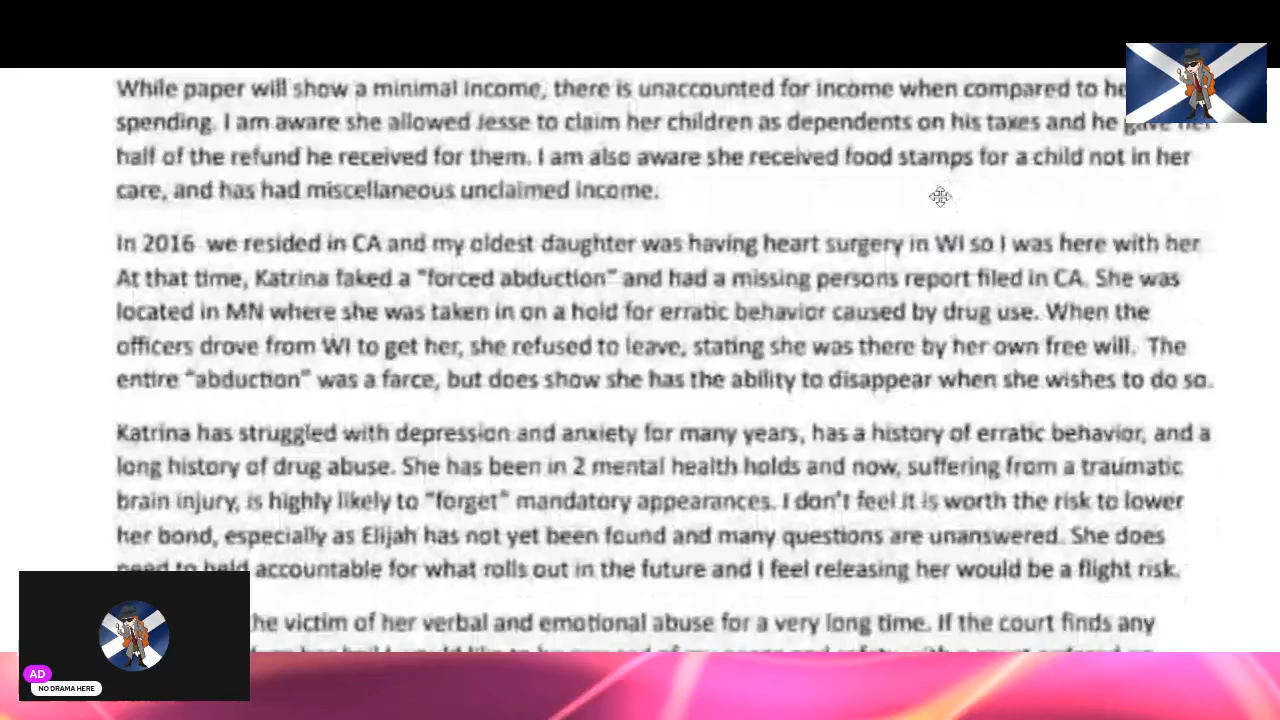 While paper will show a minimal income, there is unaccounted for income when compared to
spending. I am aware she allowed Jesse to claim her children as dependents on his taxes and he gave her
half of the refund he received for them. I am also aware she received food stamps for a child not in her
care, and has had miscellaneous unclaimed income.
In 2016 we resided in CA and my oldest daughter was having heart surgery in WI so I was here with her
At that time, Katrina faked a "forced abduction" and had a missing persons report filed in CA. She was
located in MN where she was taken in on a hold for erratic behavior caused by drug use. When the
officers drove from WI to get her, she refused to leave, stating she was there by her own free will. The
entire "abduction" was a farce, but does show she has the ability to disappear when she wishes to do so.
Katrina has struggled with depression and anxiety for many years, has a history of erratic behavior, and a
long history of drug abuse. She has been in 2 mental health holds and now, suffering from a traumatic
brain injury, is highly likely to "forget" mandatory appearances. I don't feel it is worth the risk to lower
her bond, especially as Elijah has not yet been found and many questions are unanswered. She does
need to held accountable for what rolls out in the future and I feel releasing her would be a flight risk.
the victim of her verbal and emotional abuse for a very long time. If the court finds any
AD
NO DRAMA HERE